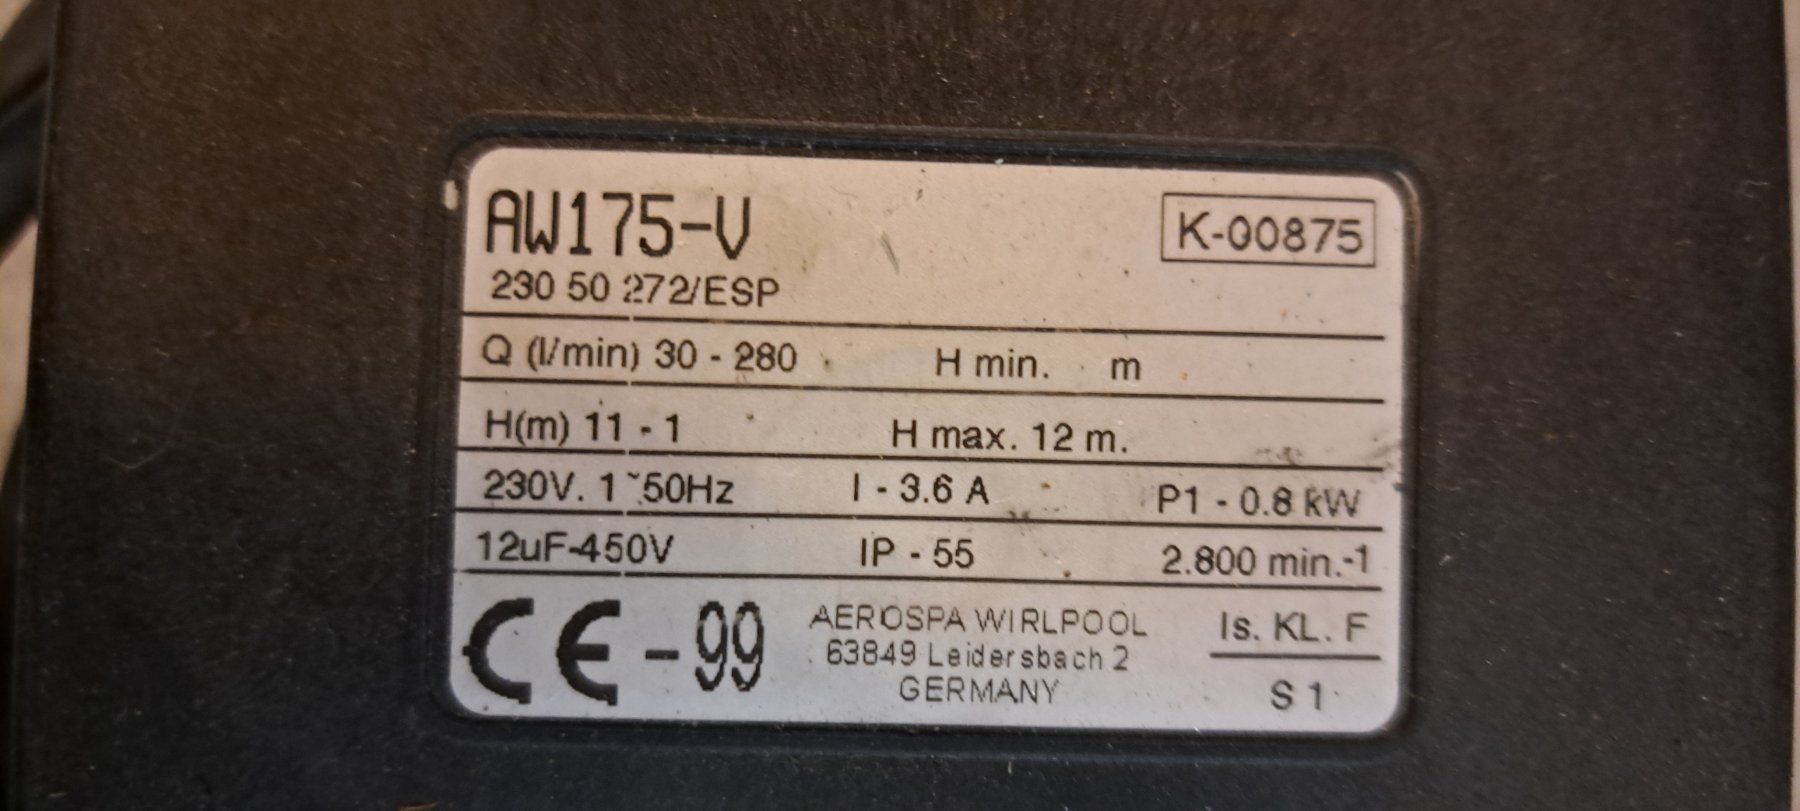 AW175-V
K-00875
230 50 272/ESP
Q (l/min) 30 - 280 H min. m
H(m) 11 - 1 H max. 12 m.
230V. 1~50Hz I - 3.6 A P1 - 0.8 kW
12uF-450V IP - 55 2.800 min.-1
CE - 99
AEROSPA WIRLPOOL
63849 Leidersbach 2
GERMANY
Is. KL. F
S 1